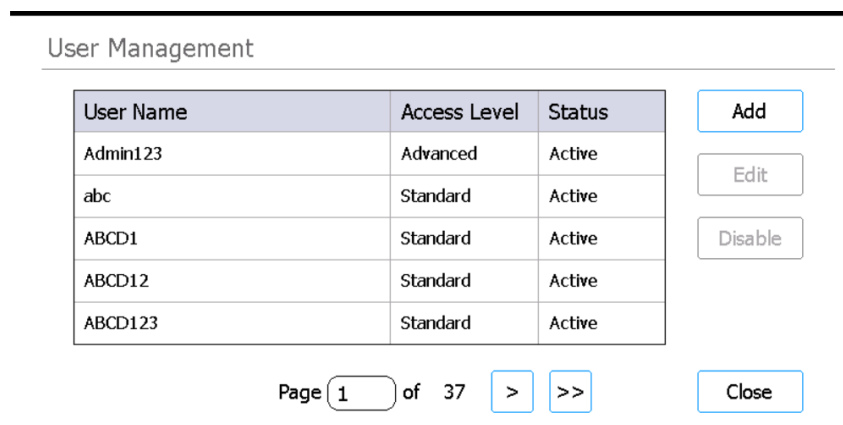 User Management
User Name Access Level Status Add
Admin123 Advanced Active
Edit
abc Standard Active
ABCD1 Standard Active Disable
ABCD12 Standard Active
ABCD123 Standard Active
Page 1 of 37 > >> Close